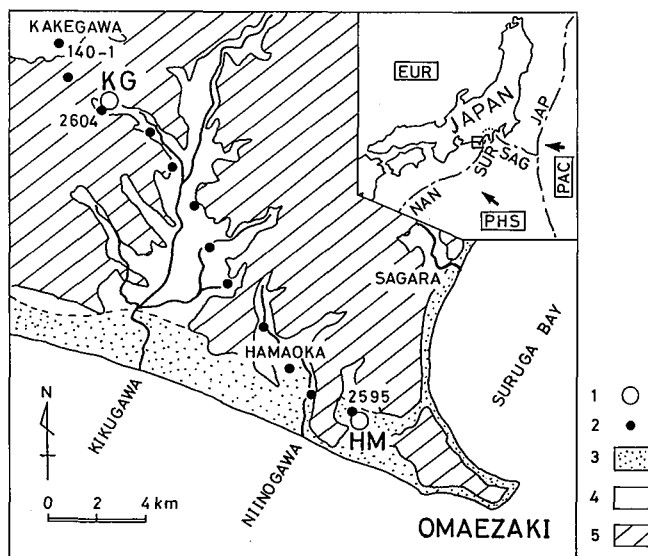 KAKEGAWA
140-1
KG
2604
EUR
JAPAN
JAP
SUR
SAG
NAN
PHS
PAC
SAGARA
SURUGA BAY
HAMAOKA
2595
HM
KIKUGAWA
NIINOGAWA
N
0 2 4 km
OMAEZAKI
1
2
3
4
5